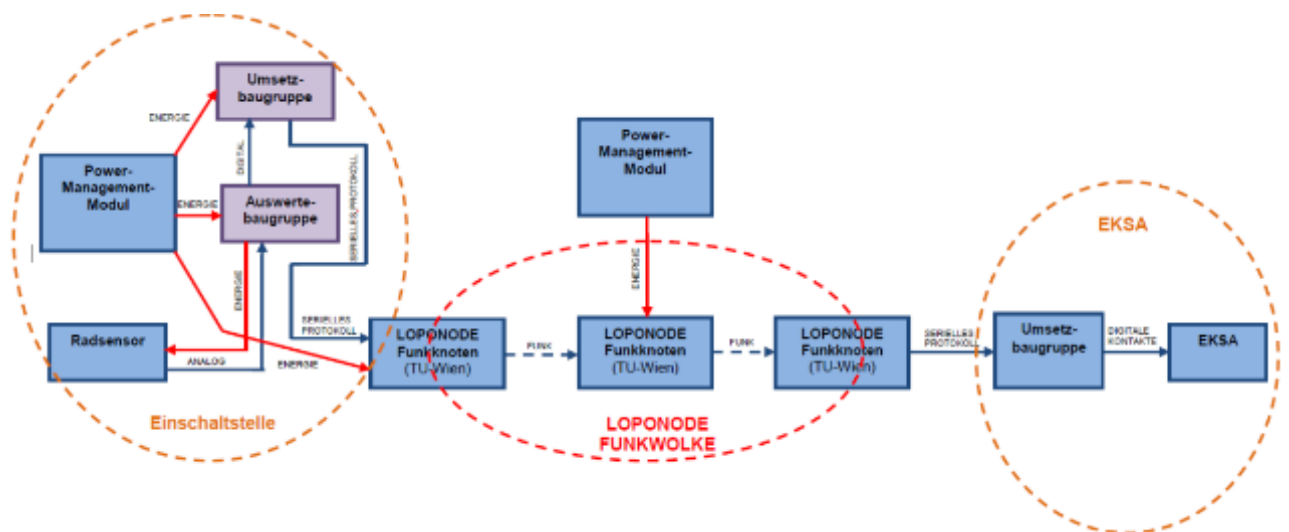 Umsetz-
baugruppe
ENERGIE
DIGITAL
SERIELLES,PROTOKOLL
Power-
Management-
Modul
ENERGIE
Auswerte-
baugruppe
ENERGIE
Radsensor
ANALOG
ENERGIE
SERIELLES
PROTOKOLL
Einschaltstelle
LOPONODE
Funkknoten
(TU-Wien)
FUNK
Power-
Management-
Modul
ENERGIE
LOPONODE
Funkknoten
(TU-Wien)
FUNK
LOPONODE
Funkknoten
(TU-Wien)
LOPONODE
FUNKWOLKE
SERIELLES
PROTOKOLL
EKSA
Umsetz-
baugruppe
DIGITALE
KONTAKTE
EKSA